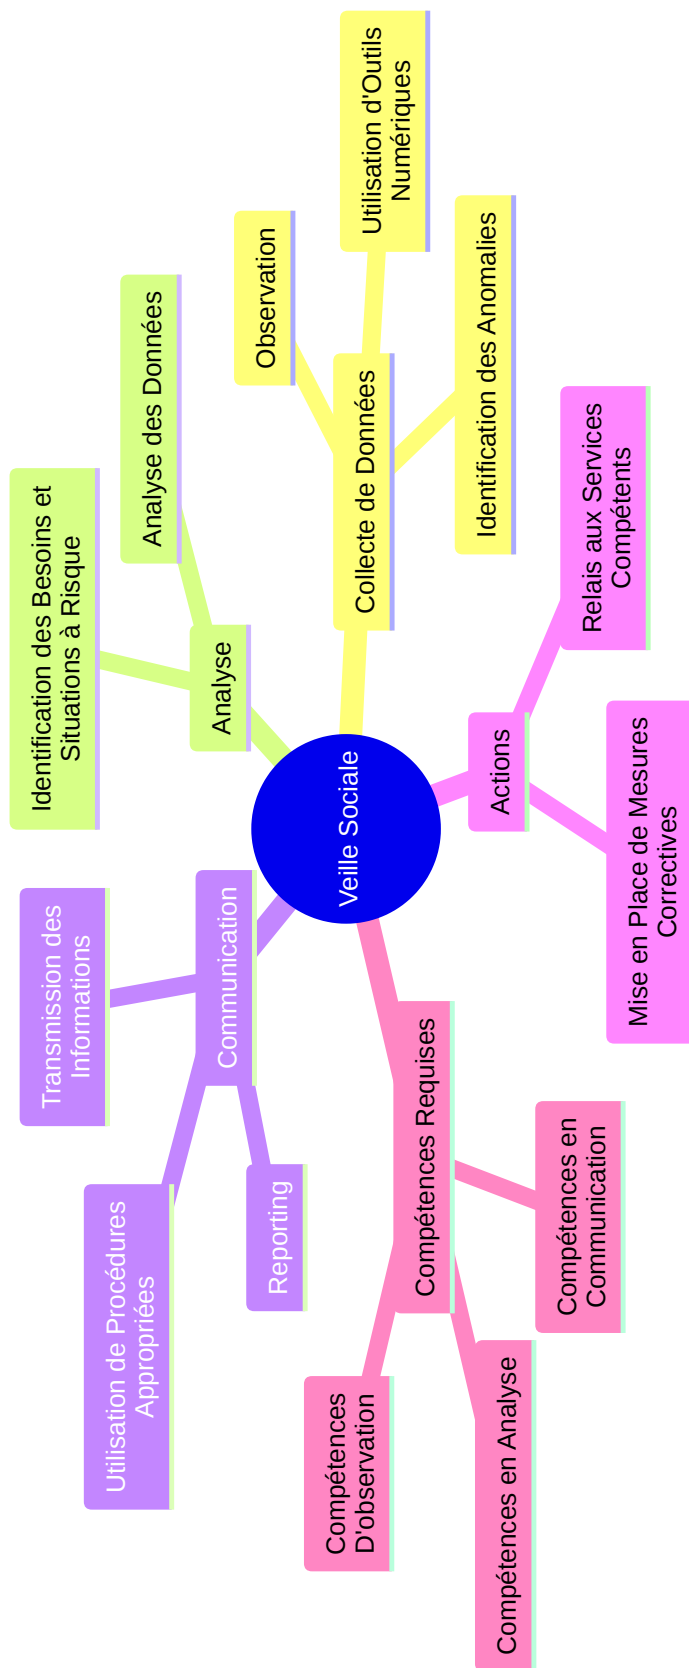 Veille Sociale
Collecte de Données
Observation
Utilisation d'Outils
Numériques
Identification des Anomalies
Analyse
Analyse des Données
Identification des Besoins et
Situations à Risque
Communication
Transmission des
Informations
Utilisation de Procédures
Appropriées
Reporting
Compétences Requises
Compétences
D'observation
Compétences en Analyse
Compétences en
Communication
Actions
Relais aux Services
Compétents
Mise en Place de Mesures
Correctives